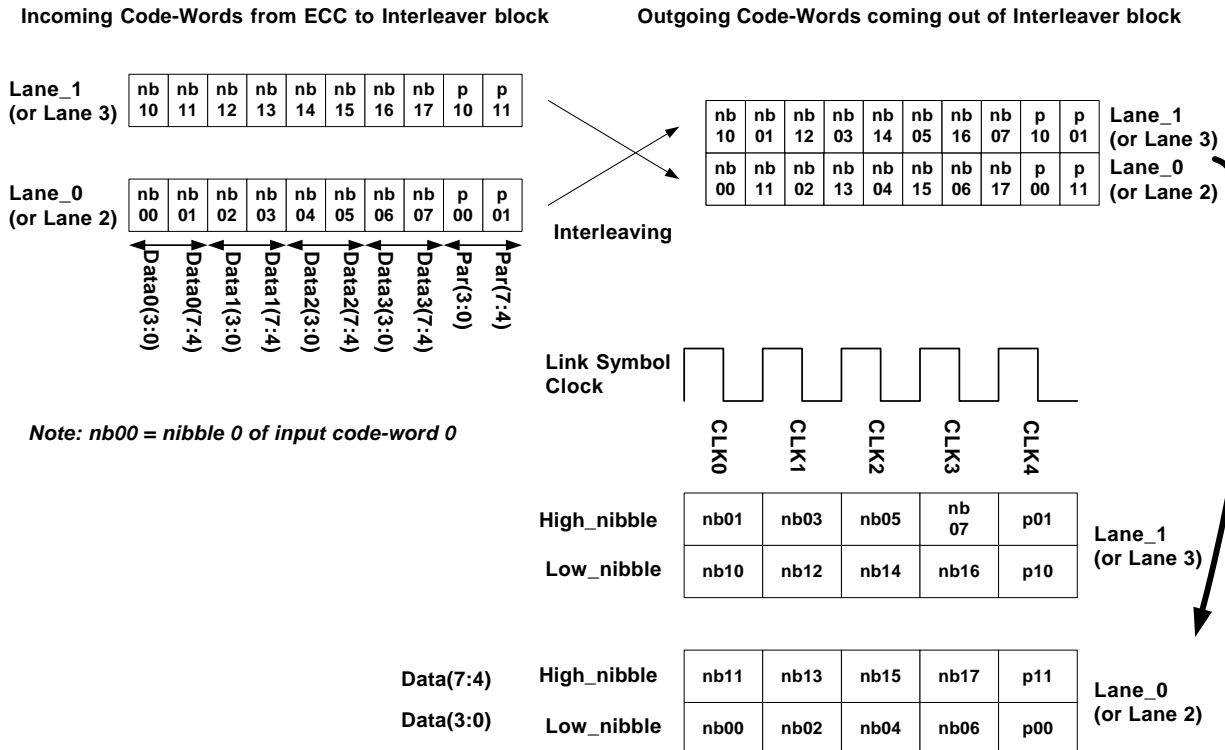 Incoming Code-Words from ECC to Interleaver block
Outgoing Code-Words coming out of Interleaver block
Lane_1
(or Lane 3)
nb nb nb nb nb nb nb nb p p
10 11 12 13 14 15 16 17 10 11
Lane_0
(or Lane 2)
nb nb nb nb nb nb nb nb p p
00 01 02 03 04 05 06 07 00 01
Data0(3:0)
Data0(7:4)
Data1(3:0)
Data1(7:4)
Data2(3:0)
Data2(7:4)
Data3(3:0)
Data3(7:4)
Par(3:0)
Par(7:4)
Interleaving
nb nb nb nb nb nb nb nb p p
10 01 12 03 14 05 16 07 10 01
Lane_1
(or Lane 3)
nb nb nb nb nb nb nb nb p p
00 11 02 13 04 15 06 17 00 11
Lane_0
(or Lane 2)
Note: nb00 = nibble 0 of input code-word 0
Link Symbol
Clock
CLK0
CLK1
CLK2
CLK3
CLK4
High_nibble nb01 nb03 nb05 nb 07 p01
Low_nibble nb10 nb12 nb14 nb16 p10
Lane_1
(or Lane 3)
Data(7:4) High_nibble nb11 nb13 nb15 nb17 p11
Data(3:0) Low_nibble nb00 nb02 nb04 nb06 p00
Lane_0
(or Lane 2)